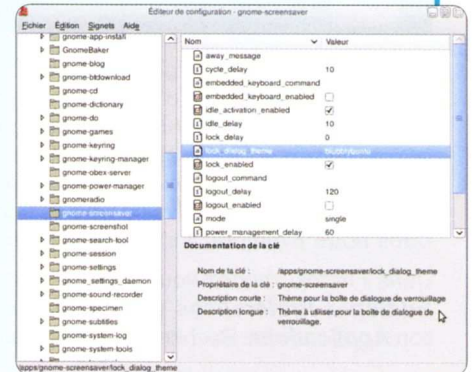 Éditeur de configuration - gnome-screensaver
Fichier Édition Signets Aide
gnome-app-install
GnomeBaker
gnome-blog
gnome-btdownload
gnome-cd
gnome-dictionary
gnome-do
gnome-games
gnome-keyring
gnome-keyring-manager
gnome-obex-server
gnome-power-manager
gnomeradio
gnome-screensaver
gnome-screenshot
gnome-search-tool
gnome-session
gnome-settings
gnome_settings_daemon
gnome-sound-recorder
gnome-specimen
gnome-subtitles
gnome-system-log
gnome-system-tools
Nom Valeur
away_message
cycle_delay 10
embedded_keyboard_command
embedded_keyboard_enabled
idle_activation_enabled
idle_delay 10
lock_delay 0
lock_dialog_theme
lock_enabled
logout_command
logout_delay 120
logout_enabled
mode single
power_management_delay 60
Documentation de la clé
Nom de la clé : /apps/gnome-screensaver/lock_dialog_theme
Propriétaire de la clé : gnome-screensaver
Description courte : Thème pour la boîte de dialogue de verrouillage
Description longue : Thème à utiliser pour la boîte de dialogue de
verrouillage.
/apps/gnome-screensaver/lock_dialog_theme